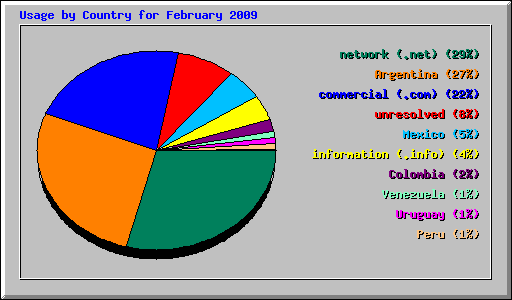 Usage by Country for February 2009
network (.net) (29%)
Argentina (27%)
commercial (.com) (22%)
unresolved (8%)
Mexico (5%)
information (.info) (4%)
Colombia (2%)
Venezuela (1%)
Uruguay (1%)
Peru (1%)